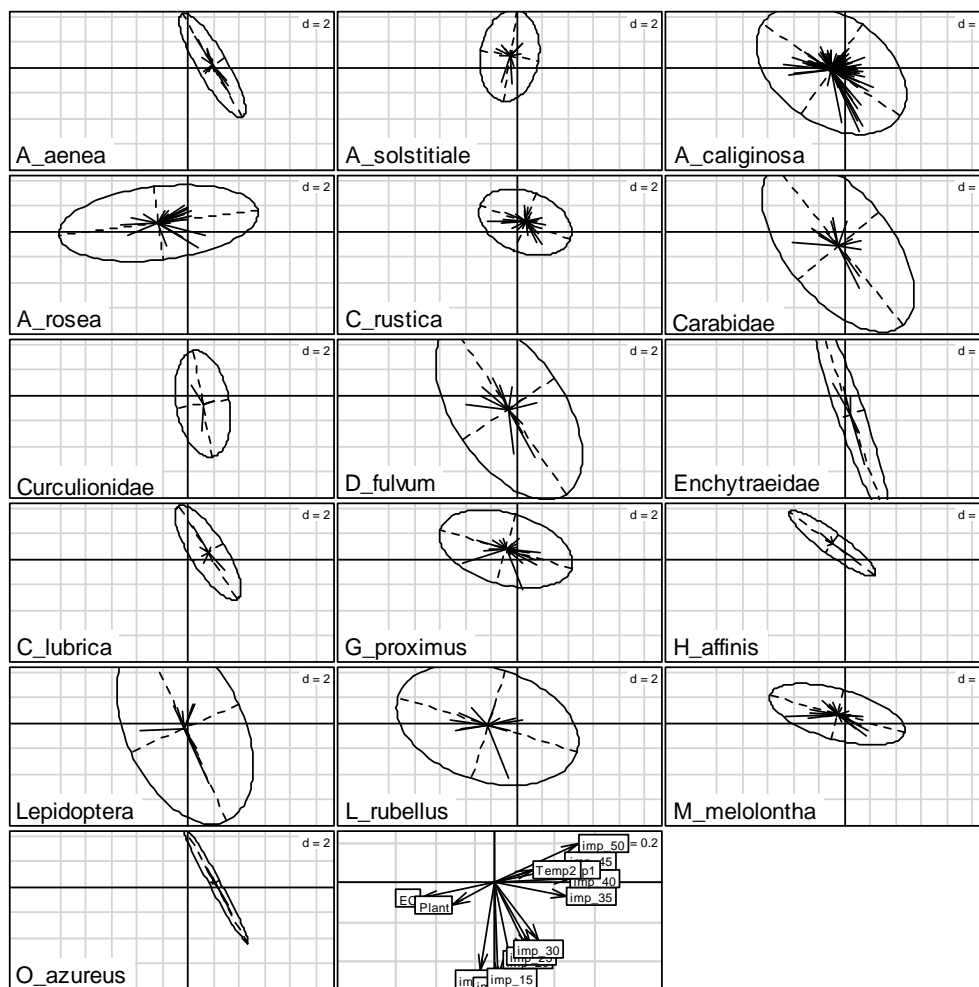 d = 2
A_aenea
d = 2
A_solstitiale
d =
A_caliginosa
d = 2
A_rosea
d = 2
C_rustica
d =
Carabidae
d = 2
Curculionidae
d = 2
D_fulvum
d =
Enchytraeidae
d = 2
C_lubrica
d = 2
G_proximus
d =
H_affinis
d = 2
Lepidoptera
d = 2
L_rubellus
d =
M_melolontha
d = 2
O_azureus
imp_50 = 0.2
Temp2
imp_40
imp_35
Plant
imp_30
imp_15